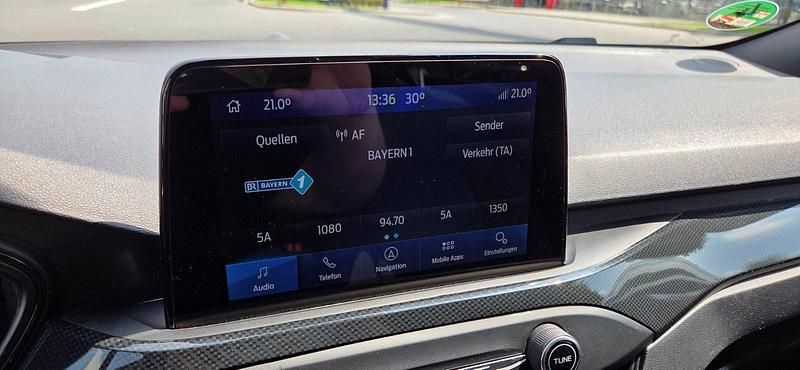 21.0° 13:36 30° 21.0°
Quellen AF Sender
BAYERN 1 Verkehr (TA)
BR BAYERN 1
5A 1080 94.70 5A 1350
Audio Telefon Navigation Mobile Apps Einstellungen
TUNE